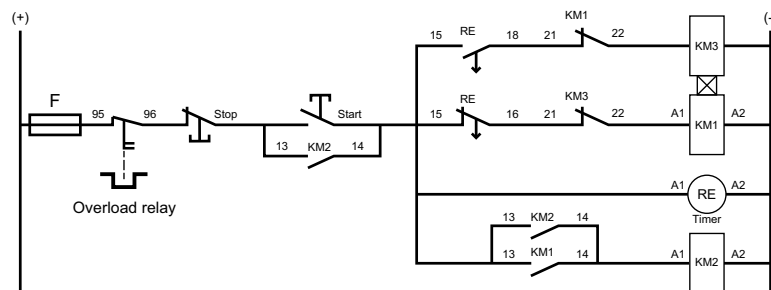 (+) (-)
KM1
15 RE 18 21 22 KM3
F
95 96 Stop Start 15 RE 16 21 KM3 22 A1 KM1 A2
13 KM2 14
A1 RE A2
Timer
Overload relay
13 KM2 14
13 KM1 14 A1 KM2 A2